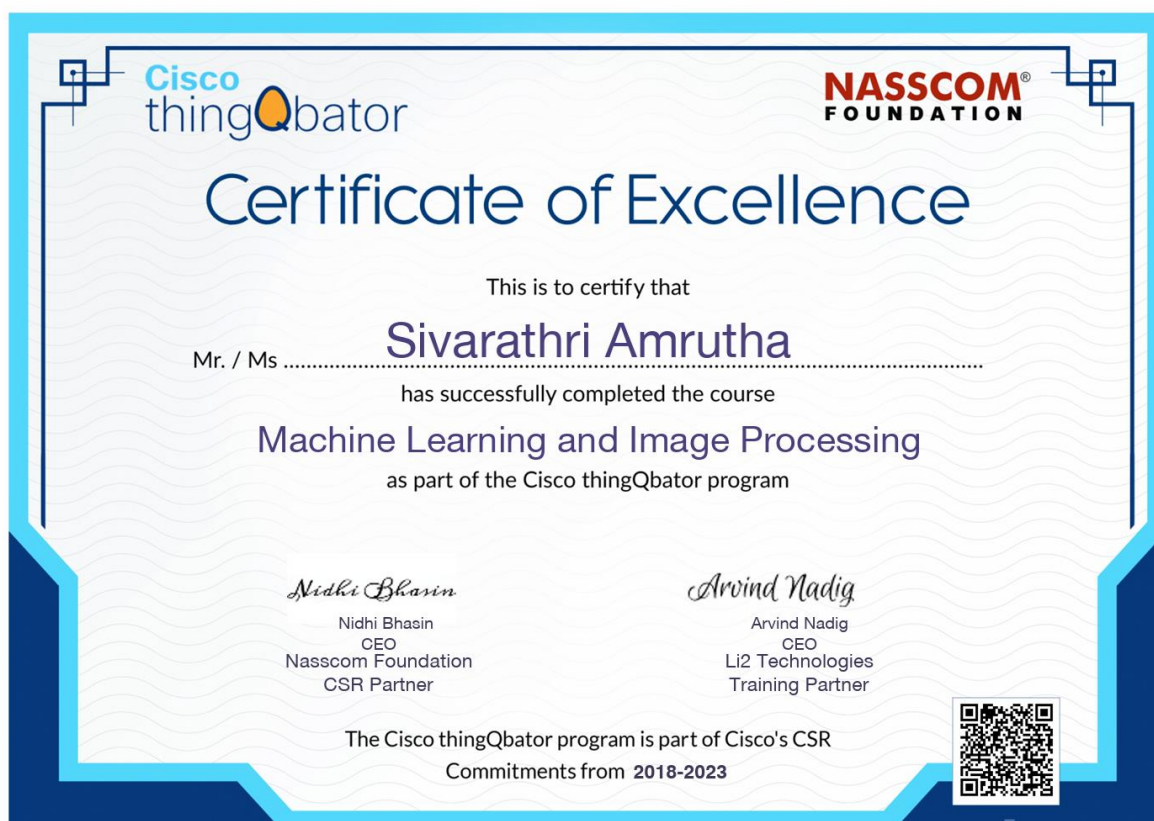 Cisco
thingQbator
NASSCOM®
FOUNDATION
Certificate of Excellence
This is to certify that
Mr. / Ms ........ Sivarathri Amrutha ........
has successfully completed the course
Machine Learning and Image Processing
as part of the Cisco thingQbator program
Nidhi Bhasin
Nidhi Bhasin
CEO
Nasscom Foundation
CSR Partner
Arvind Nadig
Arvind Nadig
CEO
Li2 Technologies
Training Partner
The Cisco thingQbator program is part of Cisco's CSR
Commitments from 2018-2023